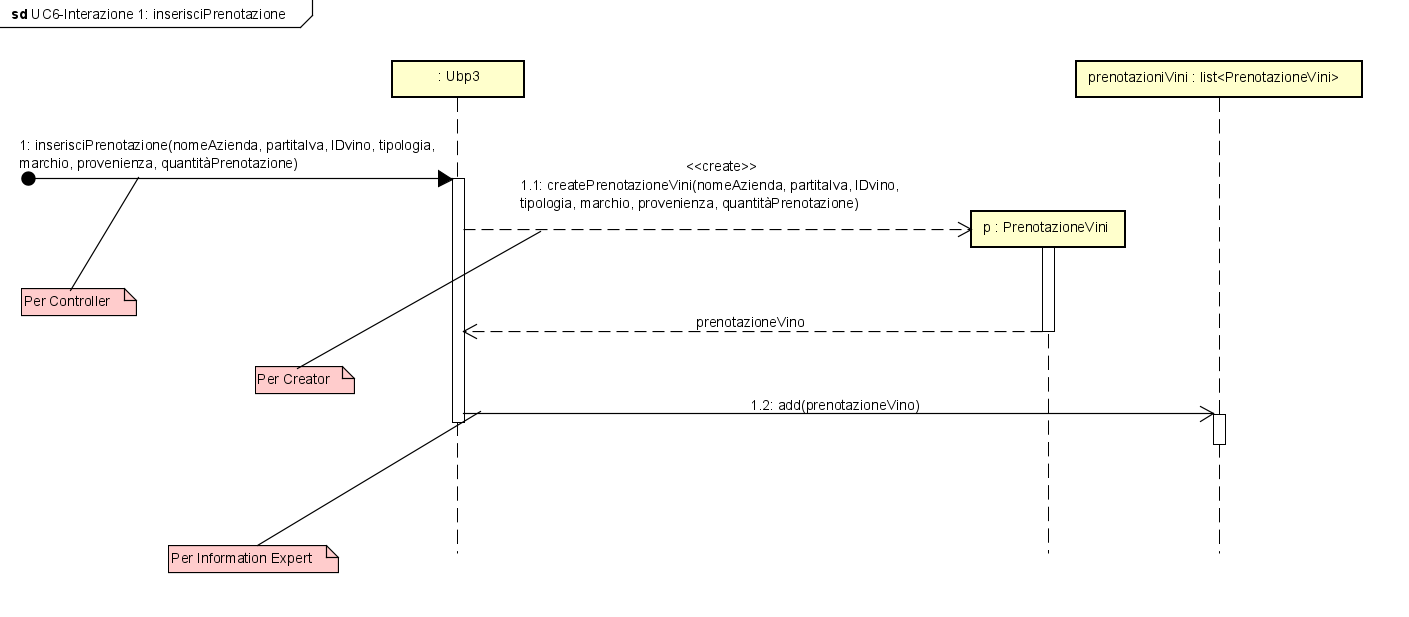 sd UC6-Interazione 1: inserisciPrenotazione
: Ubp3
prenotazioniVini : list<PrenotazioneVini>
1: inserisciPrenotazione(nomeAzienda, partitaIva, IDvino, tipologia,
marchio, provenienza, quantitàPrenotazione)
<<create>>
1.1: createPrenotazioneVini(nomeAzienda, partitaIva, IDvino,
tipologia, marchio, provenienza, quantitàPrenotazione)
p : PrenotazioneVini
Per Controller
prenotazioneVino
Per Creator
1.2: add(prenotazioneVino)
Per Information Expert